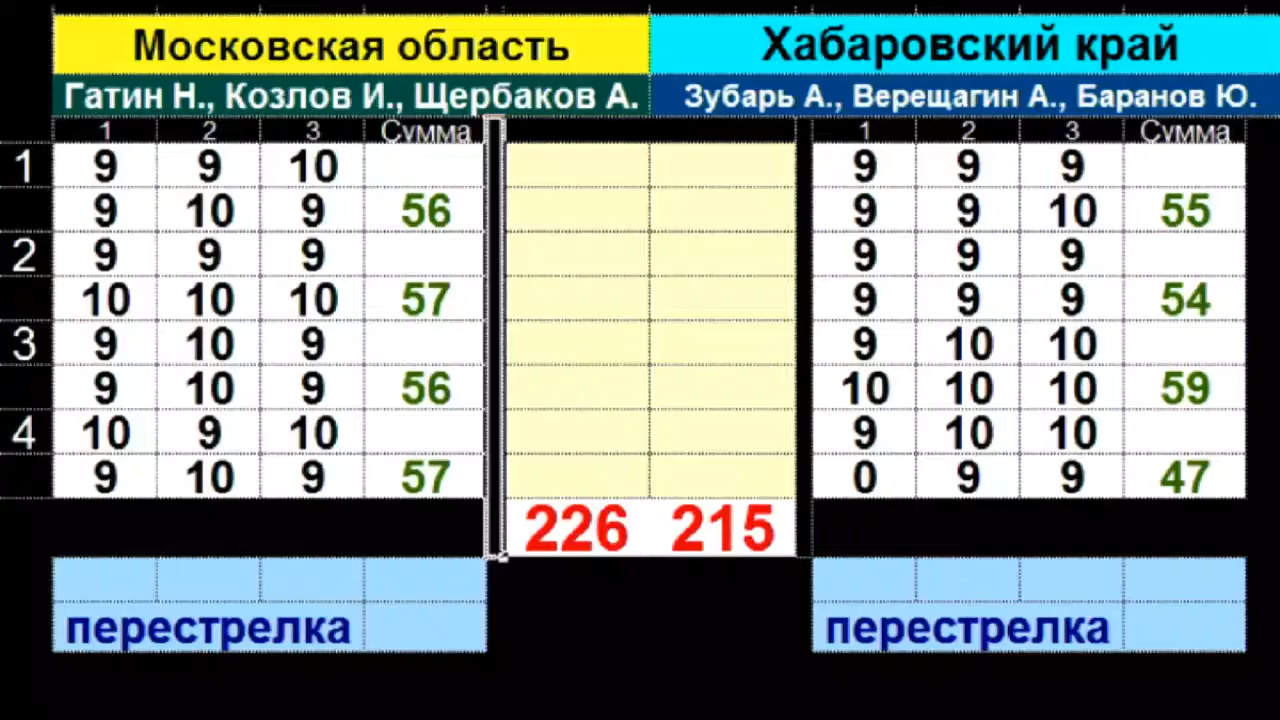 Московская область Хабаровский край
Гатин Н., Козлов И., Щербаков А. Зубарь А., Верещагин А., Баранов Ю.
1 2 3 Сумма 1 2 3 Сумма
1 9 9 10 9 9 9
9 10 9 56 9 9 10 55
2 9 9 9 9 9 9
10 10 10 57 9 9 9 54
3 9 10 9 9 10 10
9 10 9 56 10 10 10 59
4 10 9 10 9 10 10
9 10 9 57 0 9 9 47
226 215
перестрелка перестрелка